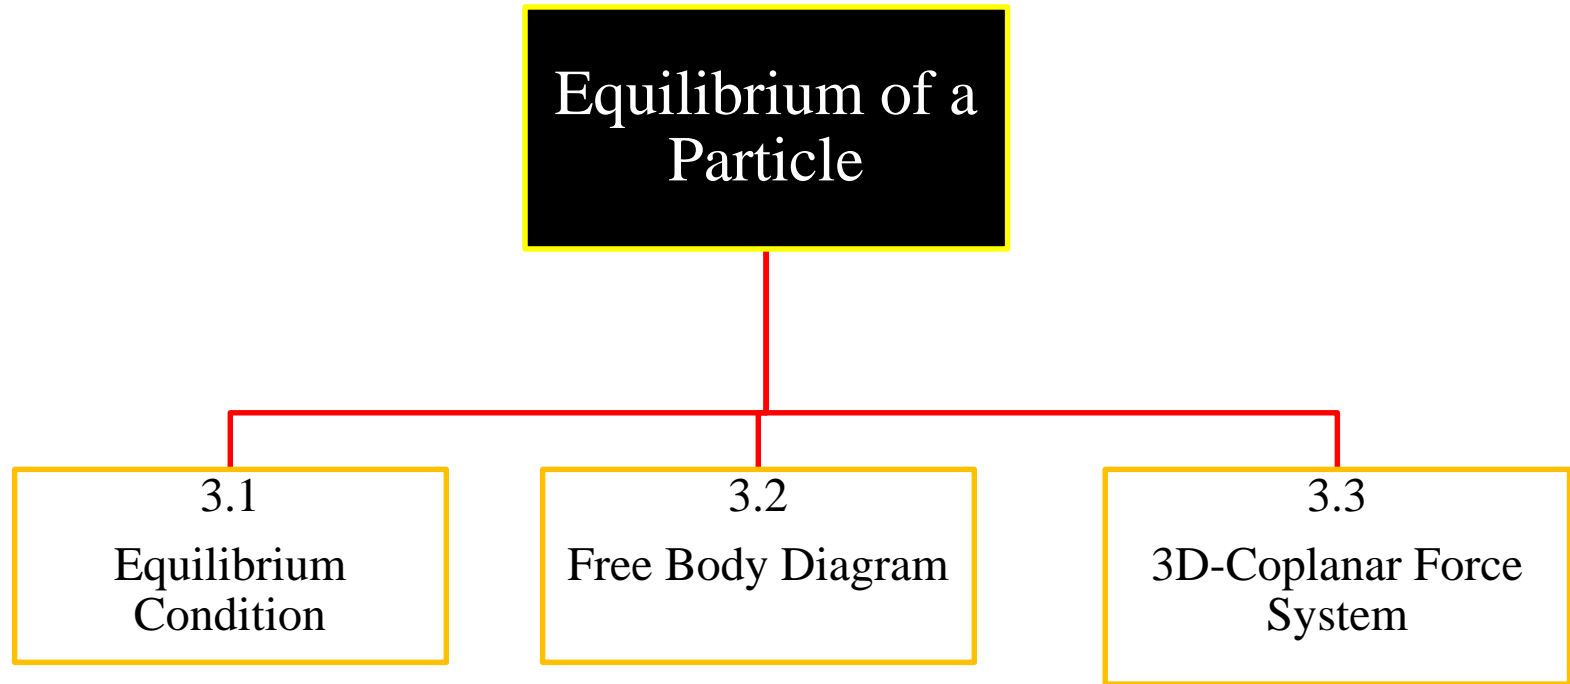 Equilibrium of a
Particle
3.1
Equilibrium
Condition
3.2
Free Body Diagram
3.3
3D-Coplanar Force
System